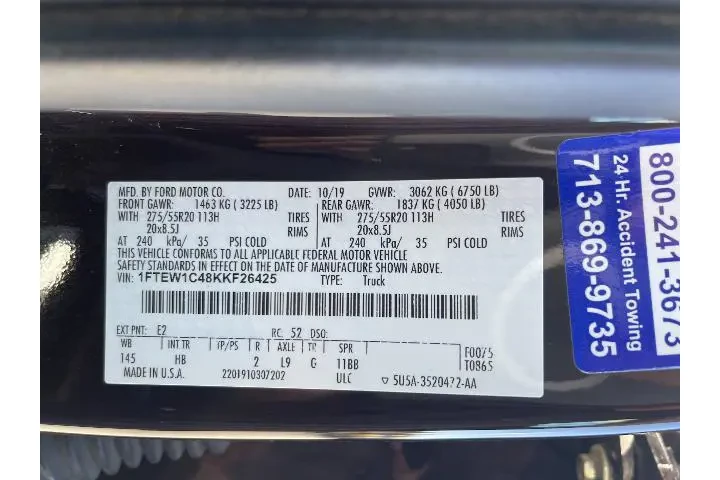 MFD. BY FORD MOTOR CO. DATE: 10/19 GVWR: 3062 KG ( 6750 LB)
FRONT GAWR: 1463 KG ( 3225 LB) REAR GAWR: 1837 KG ( 4050 LB)
WITH 275/55R20 113H TIRES WITH 275/55R20 113H TIRES
20x8.5J RIMS 20x8.5J RIMS
AT 240 kPa/ 35 PSI COLD AT 240 kPa/ 35 PSI COLD
THIS VEHICLE CONFORMS TO ALL APPLICABLE FEDERAL MOTOR VEHICLE
SAFETY STANDARDS IN EFFECT ON THE DATE OF MANUFACTURE SHOWN ABOVE.
VIN: 1FTEW1C48KKF26425 TYPE: Truck
EXT PNT: E2 RC: 52 DSO:
WB INT TR TP/PS R AXLE TR SPR F0075
145 HB 2 L9 G 11BB T0865
MADE IN U.S.A. 2201910307202 ULC 5U5A-3520472-AA
800-241-3673
24 Hr. Accident Towing
713-869-9735